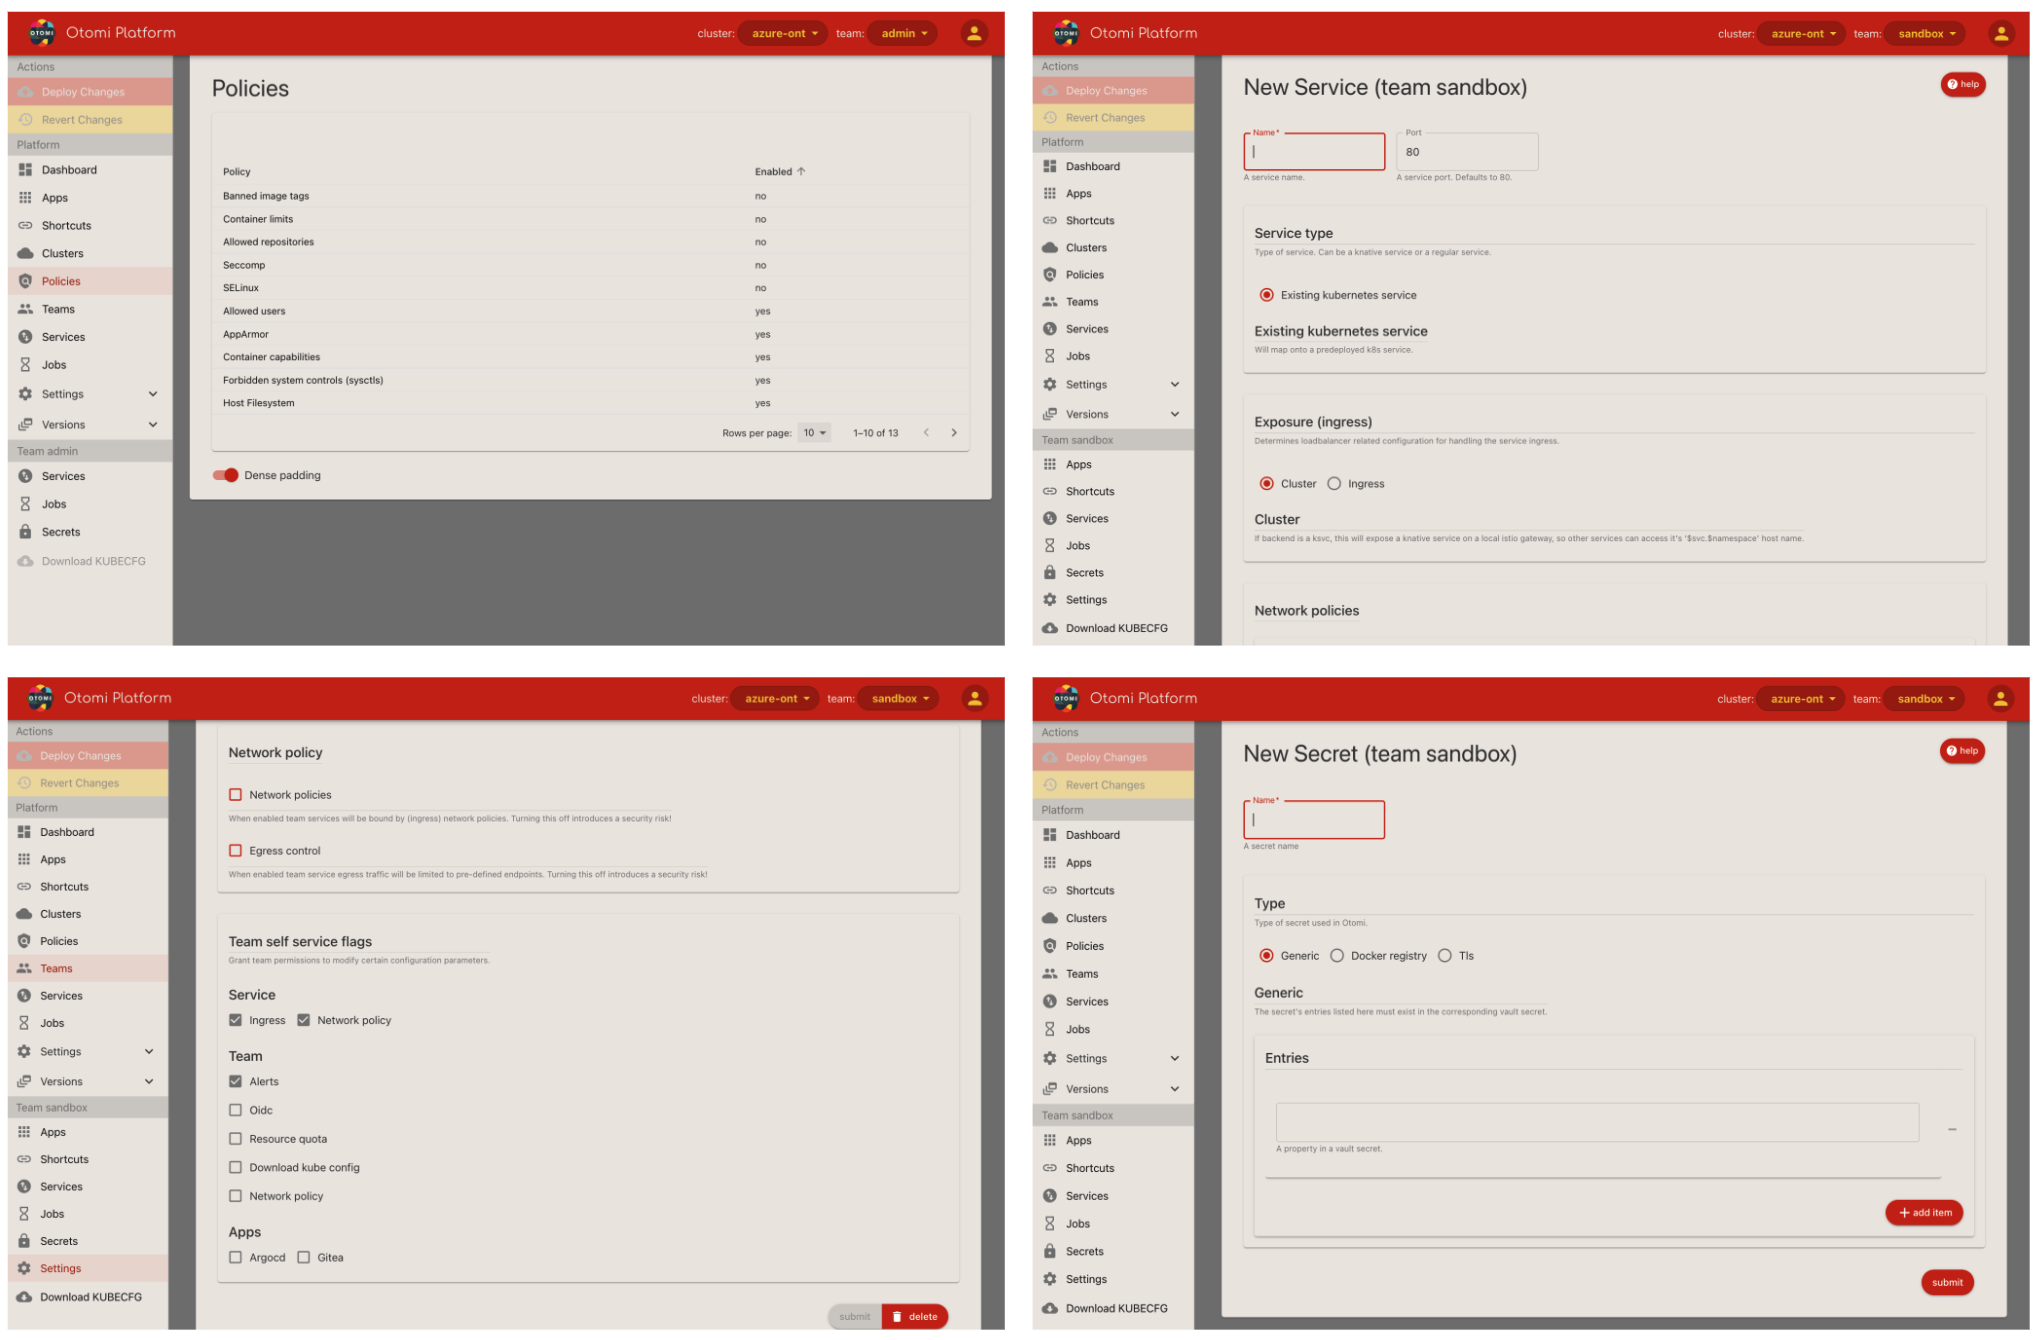 OTOMI Otomi Platform cluster: azure-ont team: admin
Actions
Deploy Changes
Revert Changes
Platform
Dashboard
Apps
Shortcuts
Clusters
Policies
Teams
Services
Jobs
Settings
Versions
Team admin
Services
Jobs
Secrets
Download KUBECFG
Policies
Policy Enabled
Banned image tags no
Container limits no
Allowed repositories no
Seccomp no
SELinux no
Allowed users yes
AppArmor yes
Container capabilities yes
Forbidden system controls (sysctls) yes
Host Filesystem yes
Rows per page: 10 1–10 of 13
Dense padding
OTOMI Otomi Platform cluster: azure-ont team: sandbox
Actions
Deploy Changes
Revert Changes
Platform
Dashboard
Apps
Shortcuts
Clusters
Policies
Teams
Services
Jobs
Settings
Versions
Team sandbox
Apps
Shortcuts
Services
Jobs
Secrets
Settings
Download KUBECFG
New Service (team sandbox) help
Name * Port
80
A service name. A service port. Defaults to 80.
Service type
Type of service. Can be a knative service or a regular service.
Existing kubernetes service
Existing kubernetes service
Will map onto a predeployed k8s service.
Exposure (ingress)
Determines loadbalancer related configuration for handling the service ingress.
Cluster Ingress
Cluster
If backend is a ksvc, this will expose a knative service on a local istio gateway, so other services can access it's '$svc.$namespace' host name.
Network policies
OTOMI Otomi Platform cluster: azure-ont team: sandbox
Actions
Deploy Changes
Revert Changes
Platform
Dashboard
Apps
Shortcuts
Clusters
Policies
Teams
Services
Jobs
Settings
Versions
Team sandbox
Apps
Shortcuts
Services
Jobs
Secrets
Settings
Download KUBECFG
Network policy
Network policies
When enabled team services will be bound by (ingress) network policies. Turning this off introduces a security risk!
Egress control
When enabled team service egress traffic will be limited to pre-defined endpoints. Turning this off introduces a security risk!
Team self service flags
Grant team permissions to modify certain configuration parameters.
Service
Ingress Network policy
Team
Alerts
Oidc
Resource quota
Download kube config
Network policy
Apps
Argocd Gitea
submit delete
OTOMI Otomi Platform cluster: azure-ont team: sandbox
Actions
Deploy Changes
Revert Changes
Platform
Dashboard
Apps
Shortcuts
Clusters
Policies
Teams
Services
Jobs
Settings
Versions
Team sandbox
Apps
Shortcuts
Services
Jobs
Secrets
Settings
Download KUBECFG
New Secret (team sandbox) help
Name *
A secret name
Type
Type of secret used in Otomi.
Generic Docker registry Tls
Generic
The secret's entries listed here must exist in the corresponding vault secret.
Entries
A property in a vault secret.
+ add item
submit